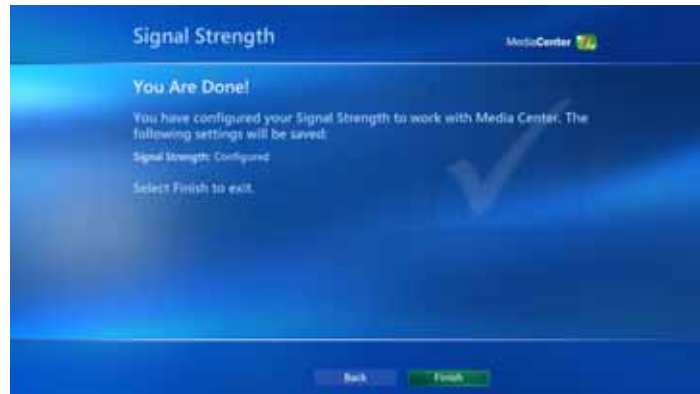 Signal Strength
MediaCenter
You Are Done!
You have configured your Signal Strength to work with Media Center. The
following settings will be saved:
Signal Strength: Configured
Select Finish to exit.
Back
Finish